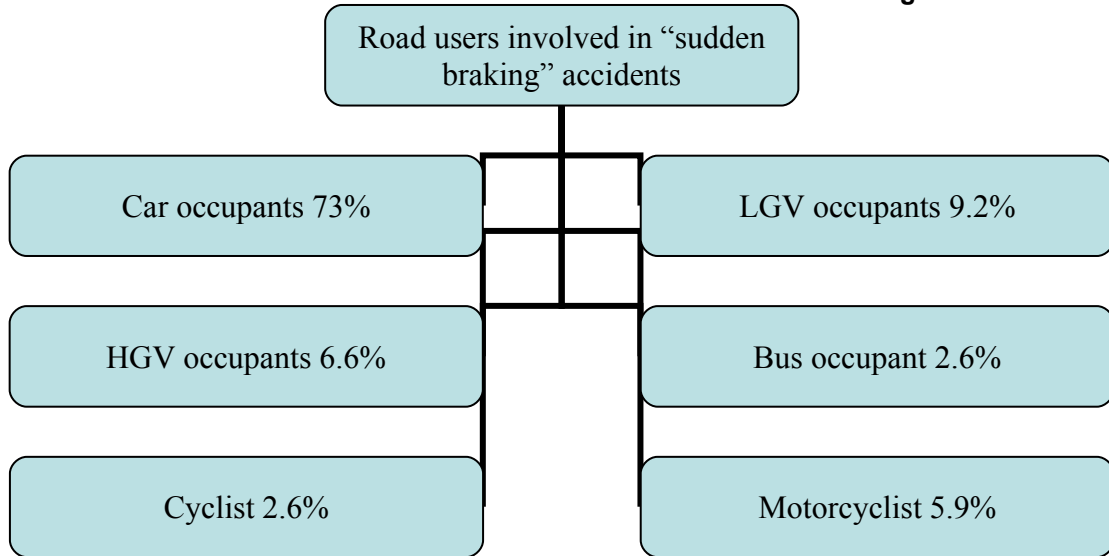 Road users involved in “sudden
braking” accidents
Car occupants 73%
LGV occupants 9.2%
HGV occupants 6.6%
Bus occupant 2.6%
Cyclist 2.6%
Motorcyclist 5.9%